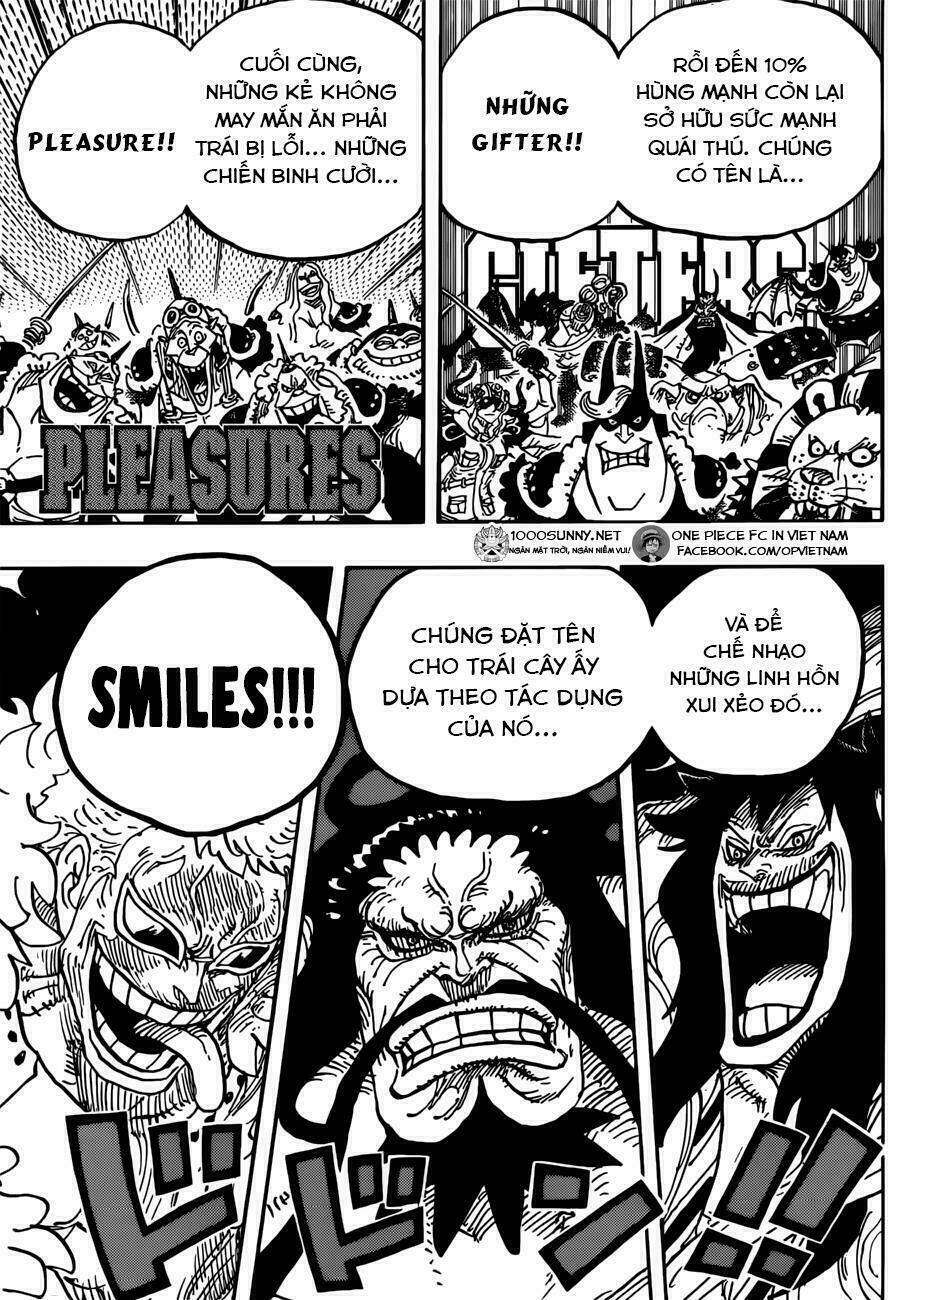 RỒI ĐẾN 10%
HÙNG MẠNH CÒN LẠI
SỞ HỮU SỨC MẠNH
QUÁI THÚ. CHÚNG
CÓ TÊN LÀ...
NHỮNG
GIFTER!!
GIFTERS
CUỐI CÙNG,
NHỮNG KẺ KHÔNG
MAY MẮN ĂN PHẢI
TRÁI BỊ LỖI... NHỮNG
CHIẾN BINH CƯỜI...
PLEASURE!!
PLEASURES
1000SUNNY.NET
NGÀN MẶT TRỜI, NGÀN NIỀM VUI!
ONE PIECE FC IN VIET NAM
FACEBOOK.COM/OPVIETNAM
VÀ ĐỂ
CHẾ NHẠO
NHỮNG LINH HỒN
XUI XẺO ĐÓ...
CHÚNG ĐẶT TÊN
CHO TRÁI CÂY ẤY
DỰA THEO TÁC DỤNG
CỦA NÓ...
SMILES!!!
ドドン!!